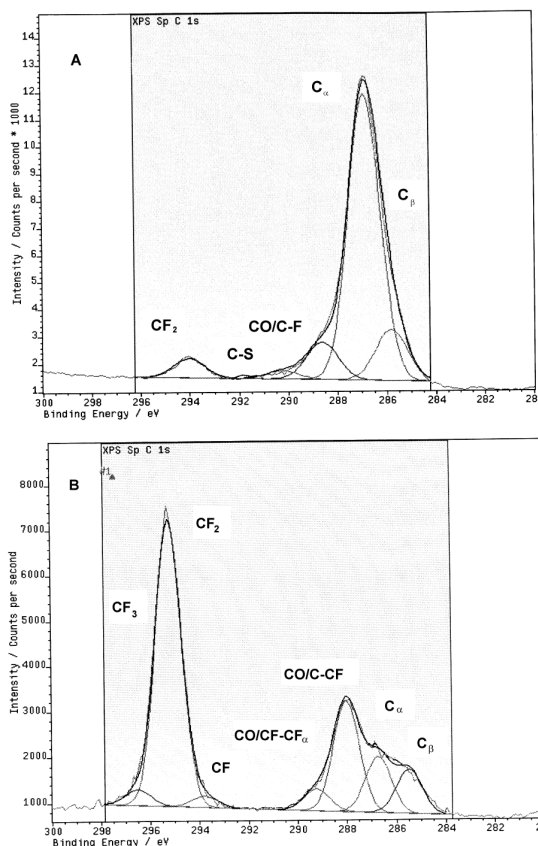 XPS Sp C 1s
A
Cα
Cβ
CF₂
C-S
CO/C-F
14
13
12
11
10
9
8
7
6
5
4
3
2
1
Intensity / Counts per second * 1000
300 298 296 294 292 290 288 286 284 282 28
Binding Energy / eV
XPS Sp C 1s
#1
B
CF₂
CF₃
CF
CO/C-CF
CO/CF-CFα
Cα
Cβ
8000
7000
6000
5000
4000
3000
2000
1000
Intensity / Counts per second
300 298 296 294 292 290 288 286 284 282 28
Binding Energy / eV